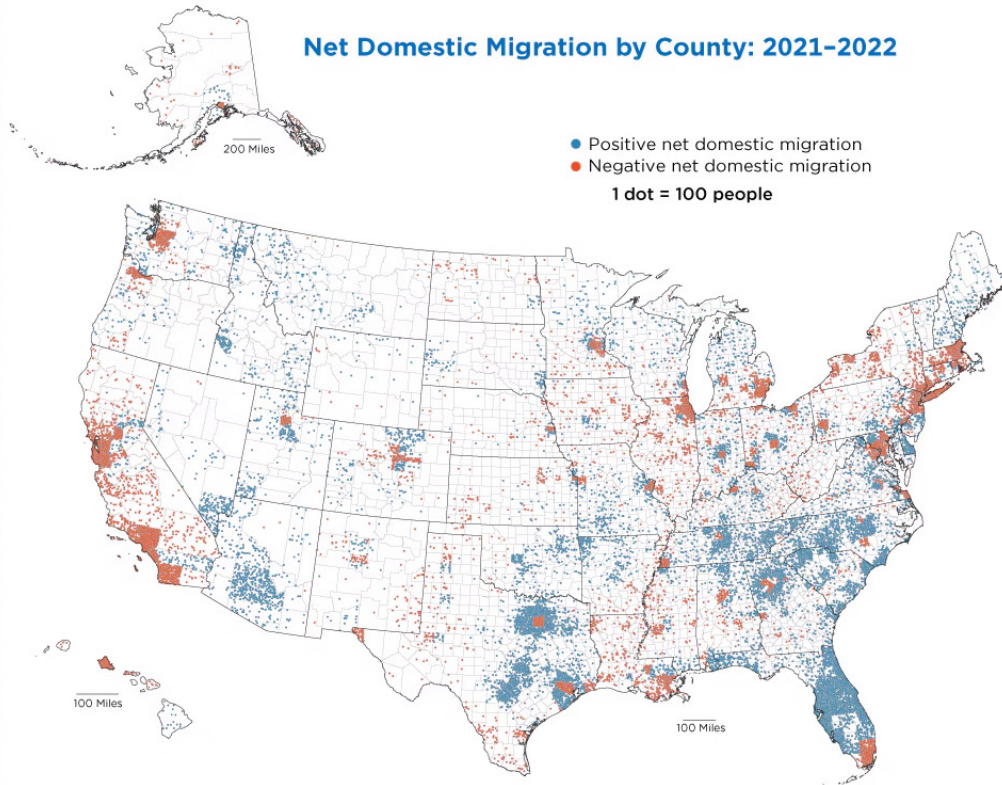 Net Domestic Migration by County: 2021–2022
200 Miles
Positive net domestic migration
Negative net domestic migration
1 dot = 100 people
100 Miles
100 Miles